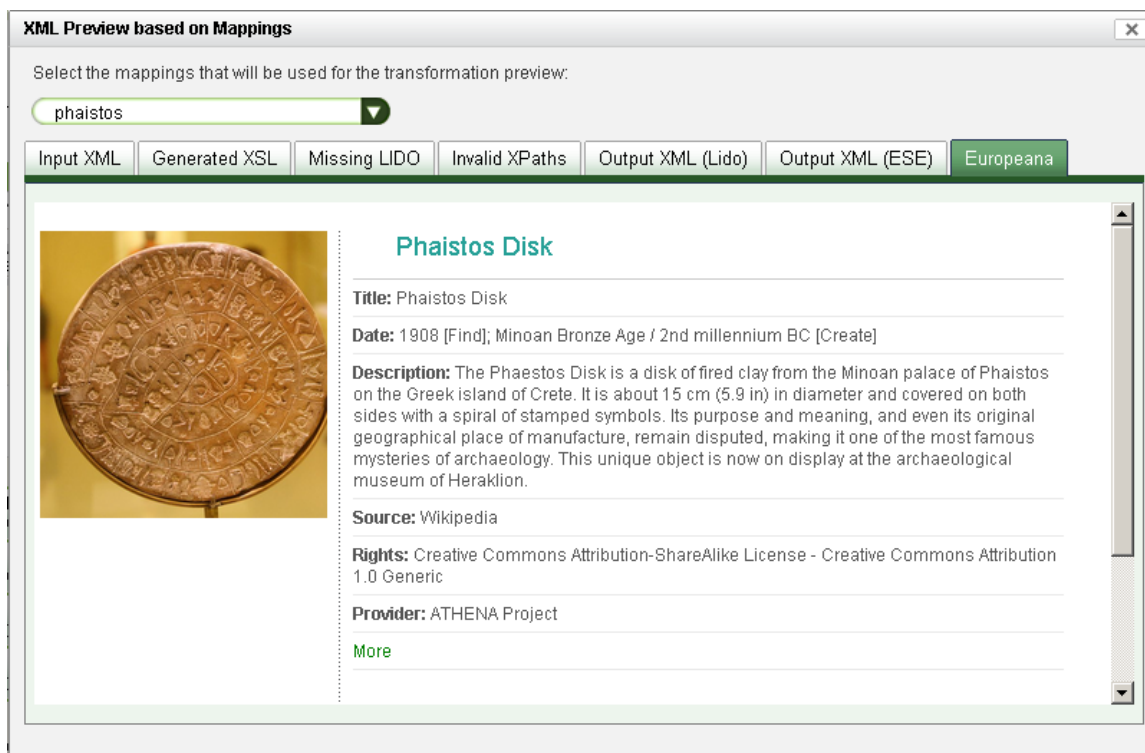 XML Preview based on Mappings
Select the mappings that will be used for the transformation preview:
phaistos
Input XML
Generated XSL
Missing LIDO
Invalid XPaths
Output XML (Lido)
Output XML (ESE)
Europeana
Phaistos Disk
Title: Phaistos Disk
Date: 1908 [Find]; Minoan Bronze Age / 2nd millennium BC [Create]
Description: The Phaestos Disk is a disk of fired clay from the Minoan palace of Phaistos
on the Greek island of Crete. It is about 15 cm (5.9 in) in diameter and covered on both
sides with a spiral of stamped symbols. Its purpose and meaning, and even its original
geographical place of manufacture, remain disputed, making it one of the most famous
mysteries of archaeology. This unique object is now on display at the archaeological
museum of Heraklion.
Source: Wikipedia
Rights: Creative Commons Attribution-ShareAlike License - Creative Commons Attribution
1.0 Generic
Provider: ATHENA Project
More